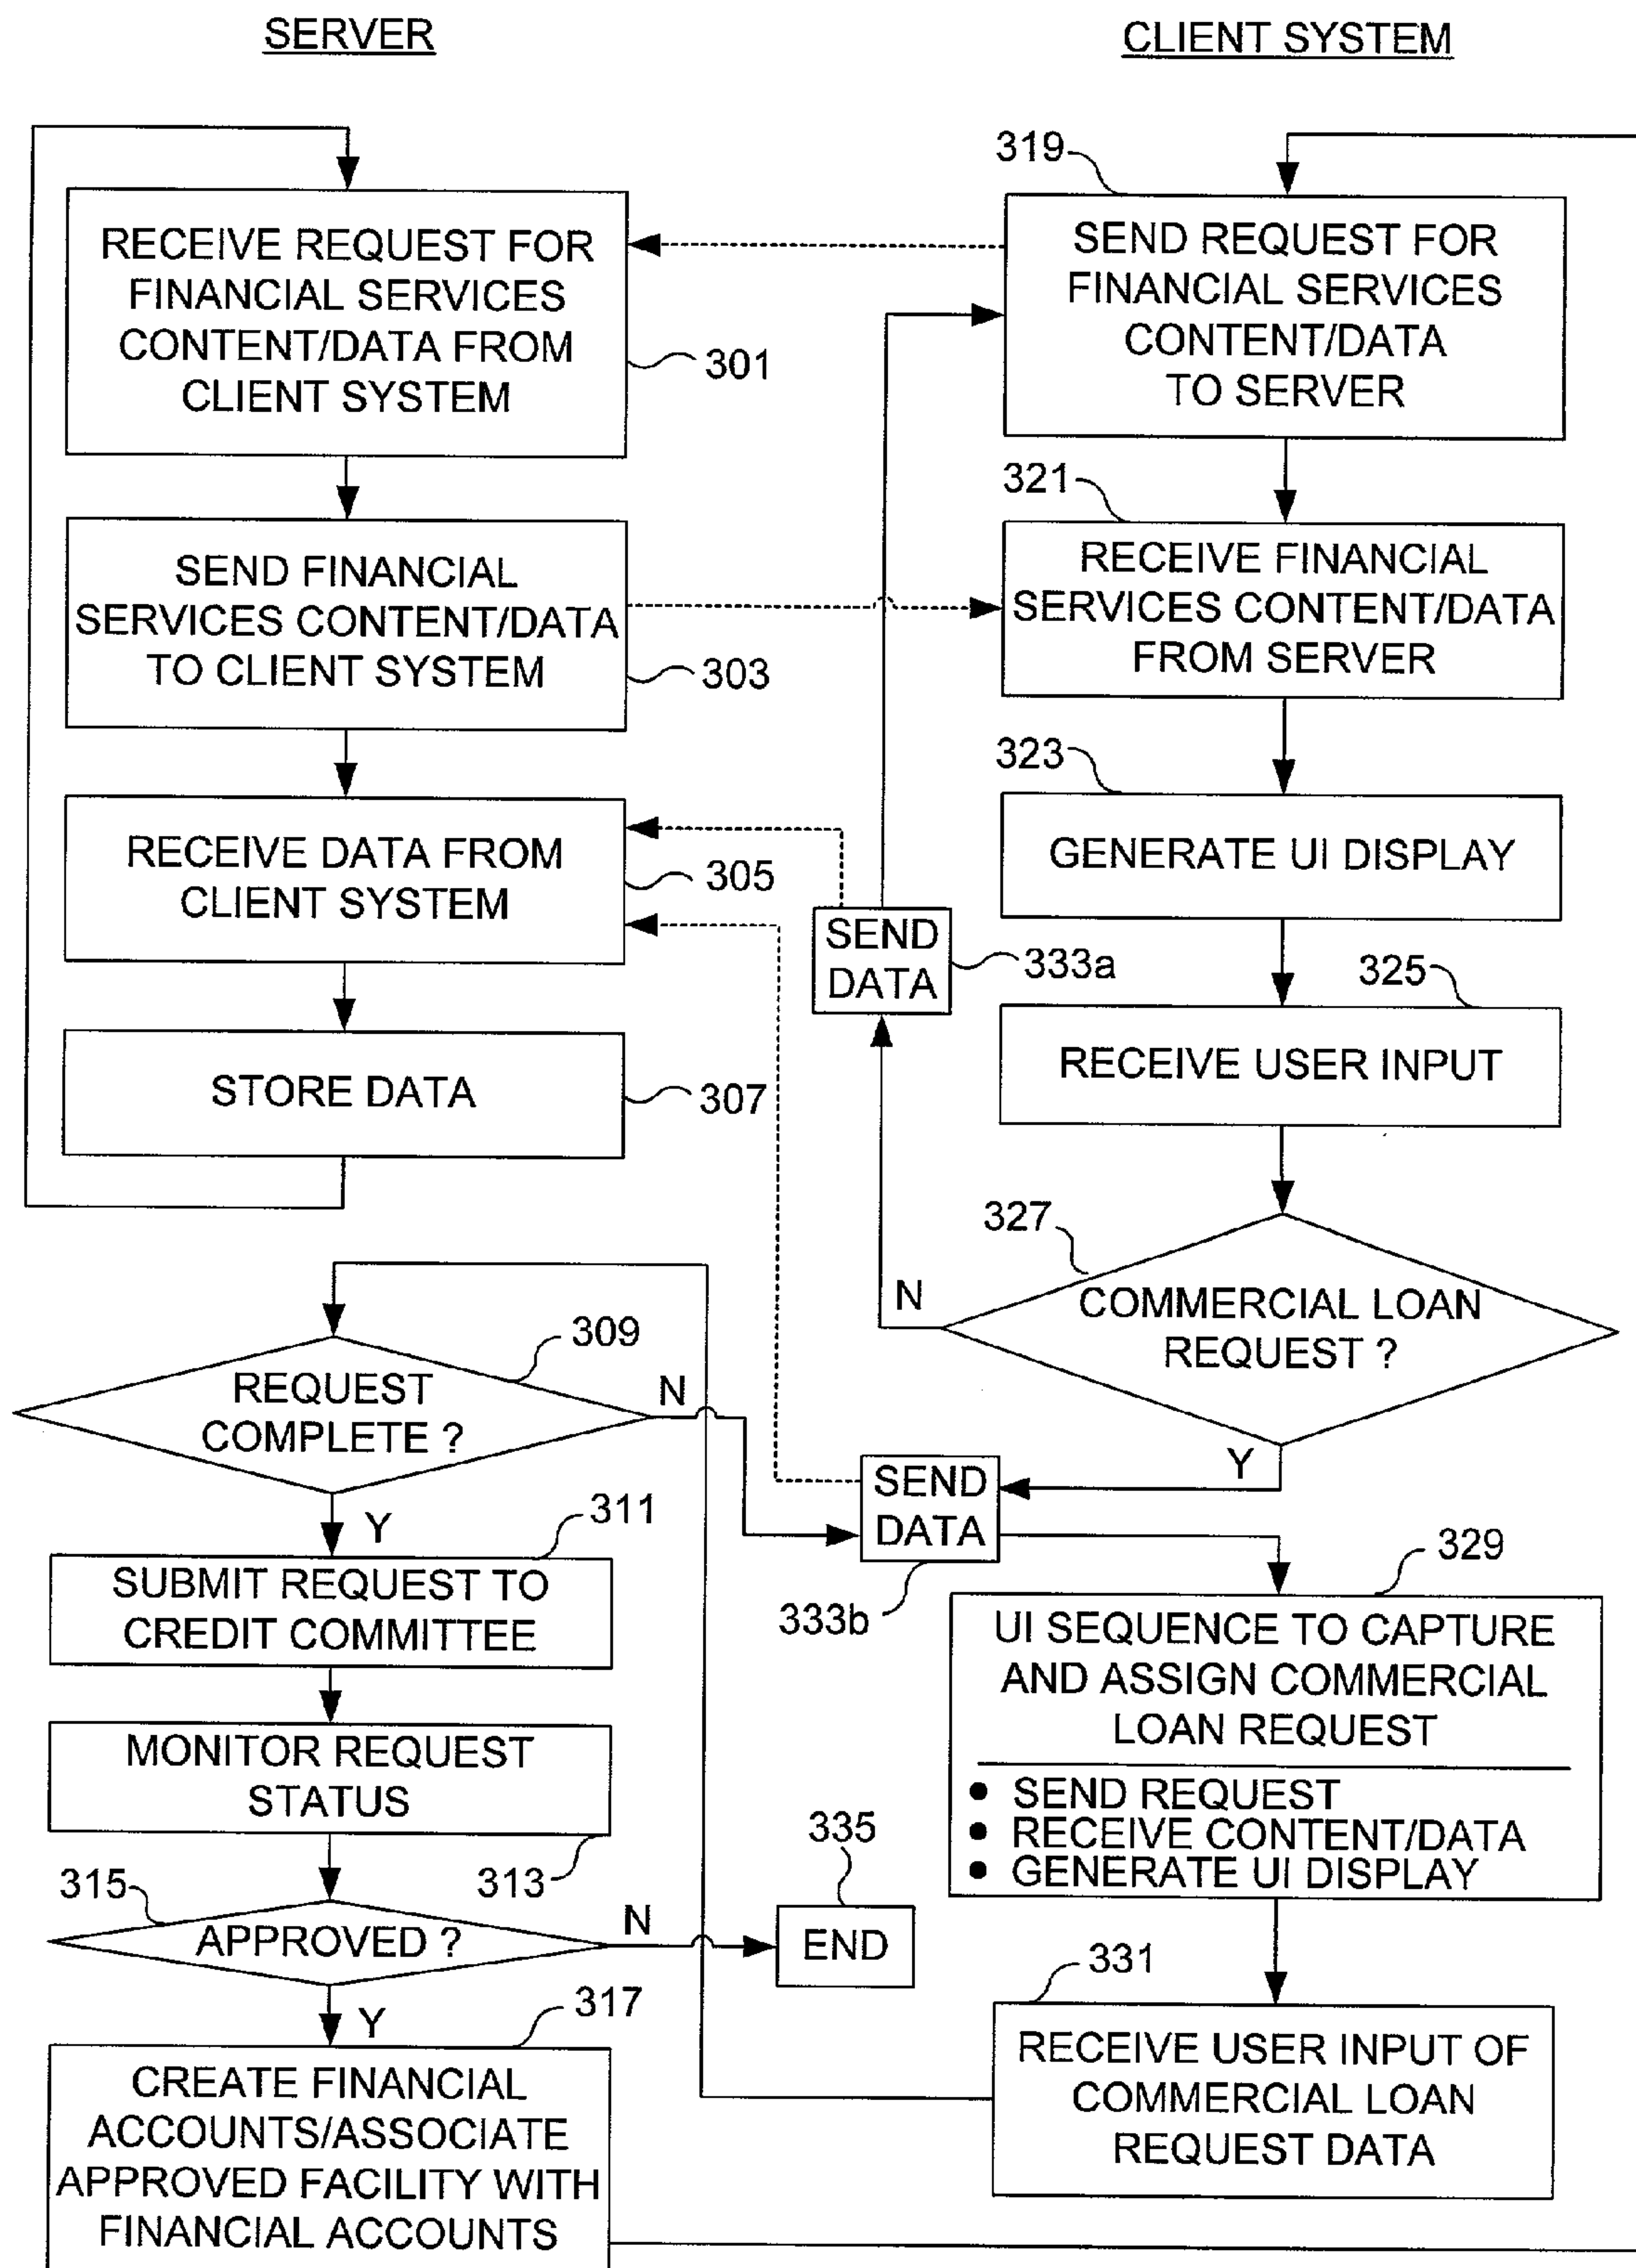 SERVER
CLIENT SYSTEM
319
RECEIVE REQUEST FOR
FINANCIAL SERVICES
CONTENT/DATA FROM
CLIENT SYSTEM
301
SEND REQUEST FOR
FINANCIAL SERVICES
CONTENT/DATA
TO SERVER
321
SEND FINANCIAL
SERVICES CONTENT/DATA
TO CLIENT SYSTEM
303
RECEIVE FINANCIAL
SERVICES CONTENT/DATA
FROM SERVER
323
RECEIVE DATA FROM
CLIENT SYSTEM
305
GENERATE UI DISPLAY
SEND
DATA
333a
325
STORE DATA
307
RECEIVE USER INPUT
327
N
COMMERCIAL LOAN
REQUEST ?
Y
309
REQUEST
COMPLETE ?
N
Y
SEND
DATA
333b
311
SUBMIT REQUEST TO
CREDIT COMMITTEE
329
UI SEQUENCE TO CAPTURE
AND ASSIGN COMMERCIAL
LOAN REQUEST
• SEND REQUEST
• RECEIVE CONTENT/DATA
• GENERATE UI DISPLAY
MONITOR REQUEST
STATUS
313
315
APPROVED ?
N
335
END
Y
317
331
CREATE FINANCIAL
ACCOUNTS/ASSOCIATE
APPROVED FACILITY WITH
FINANCIAL ACCOUNTS
RECEIVE USER INPUT OF
COMMERCIAL LOAN
REQUEST DATA